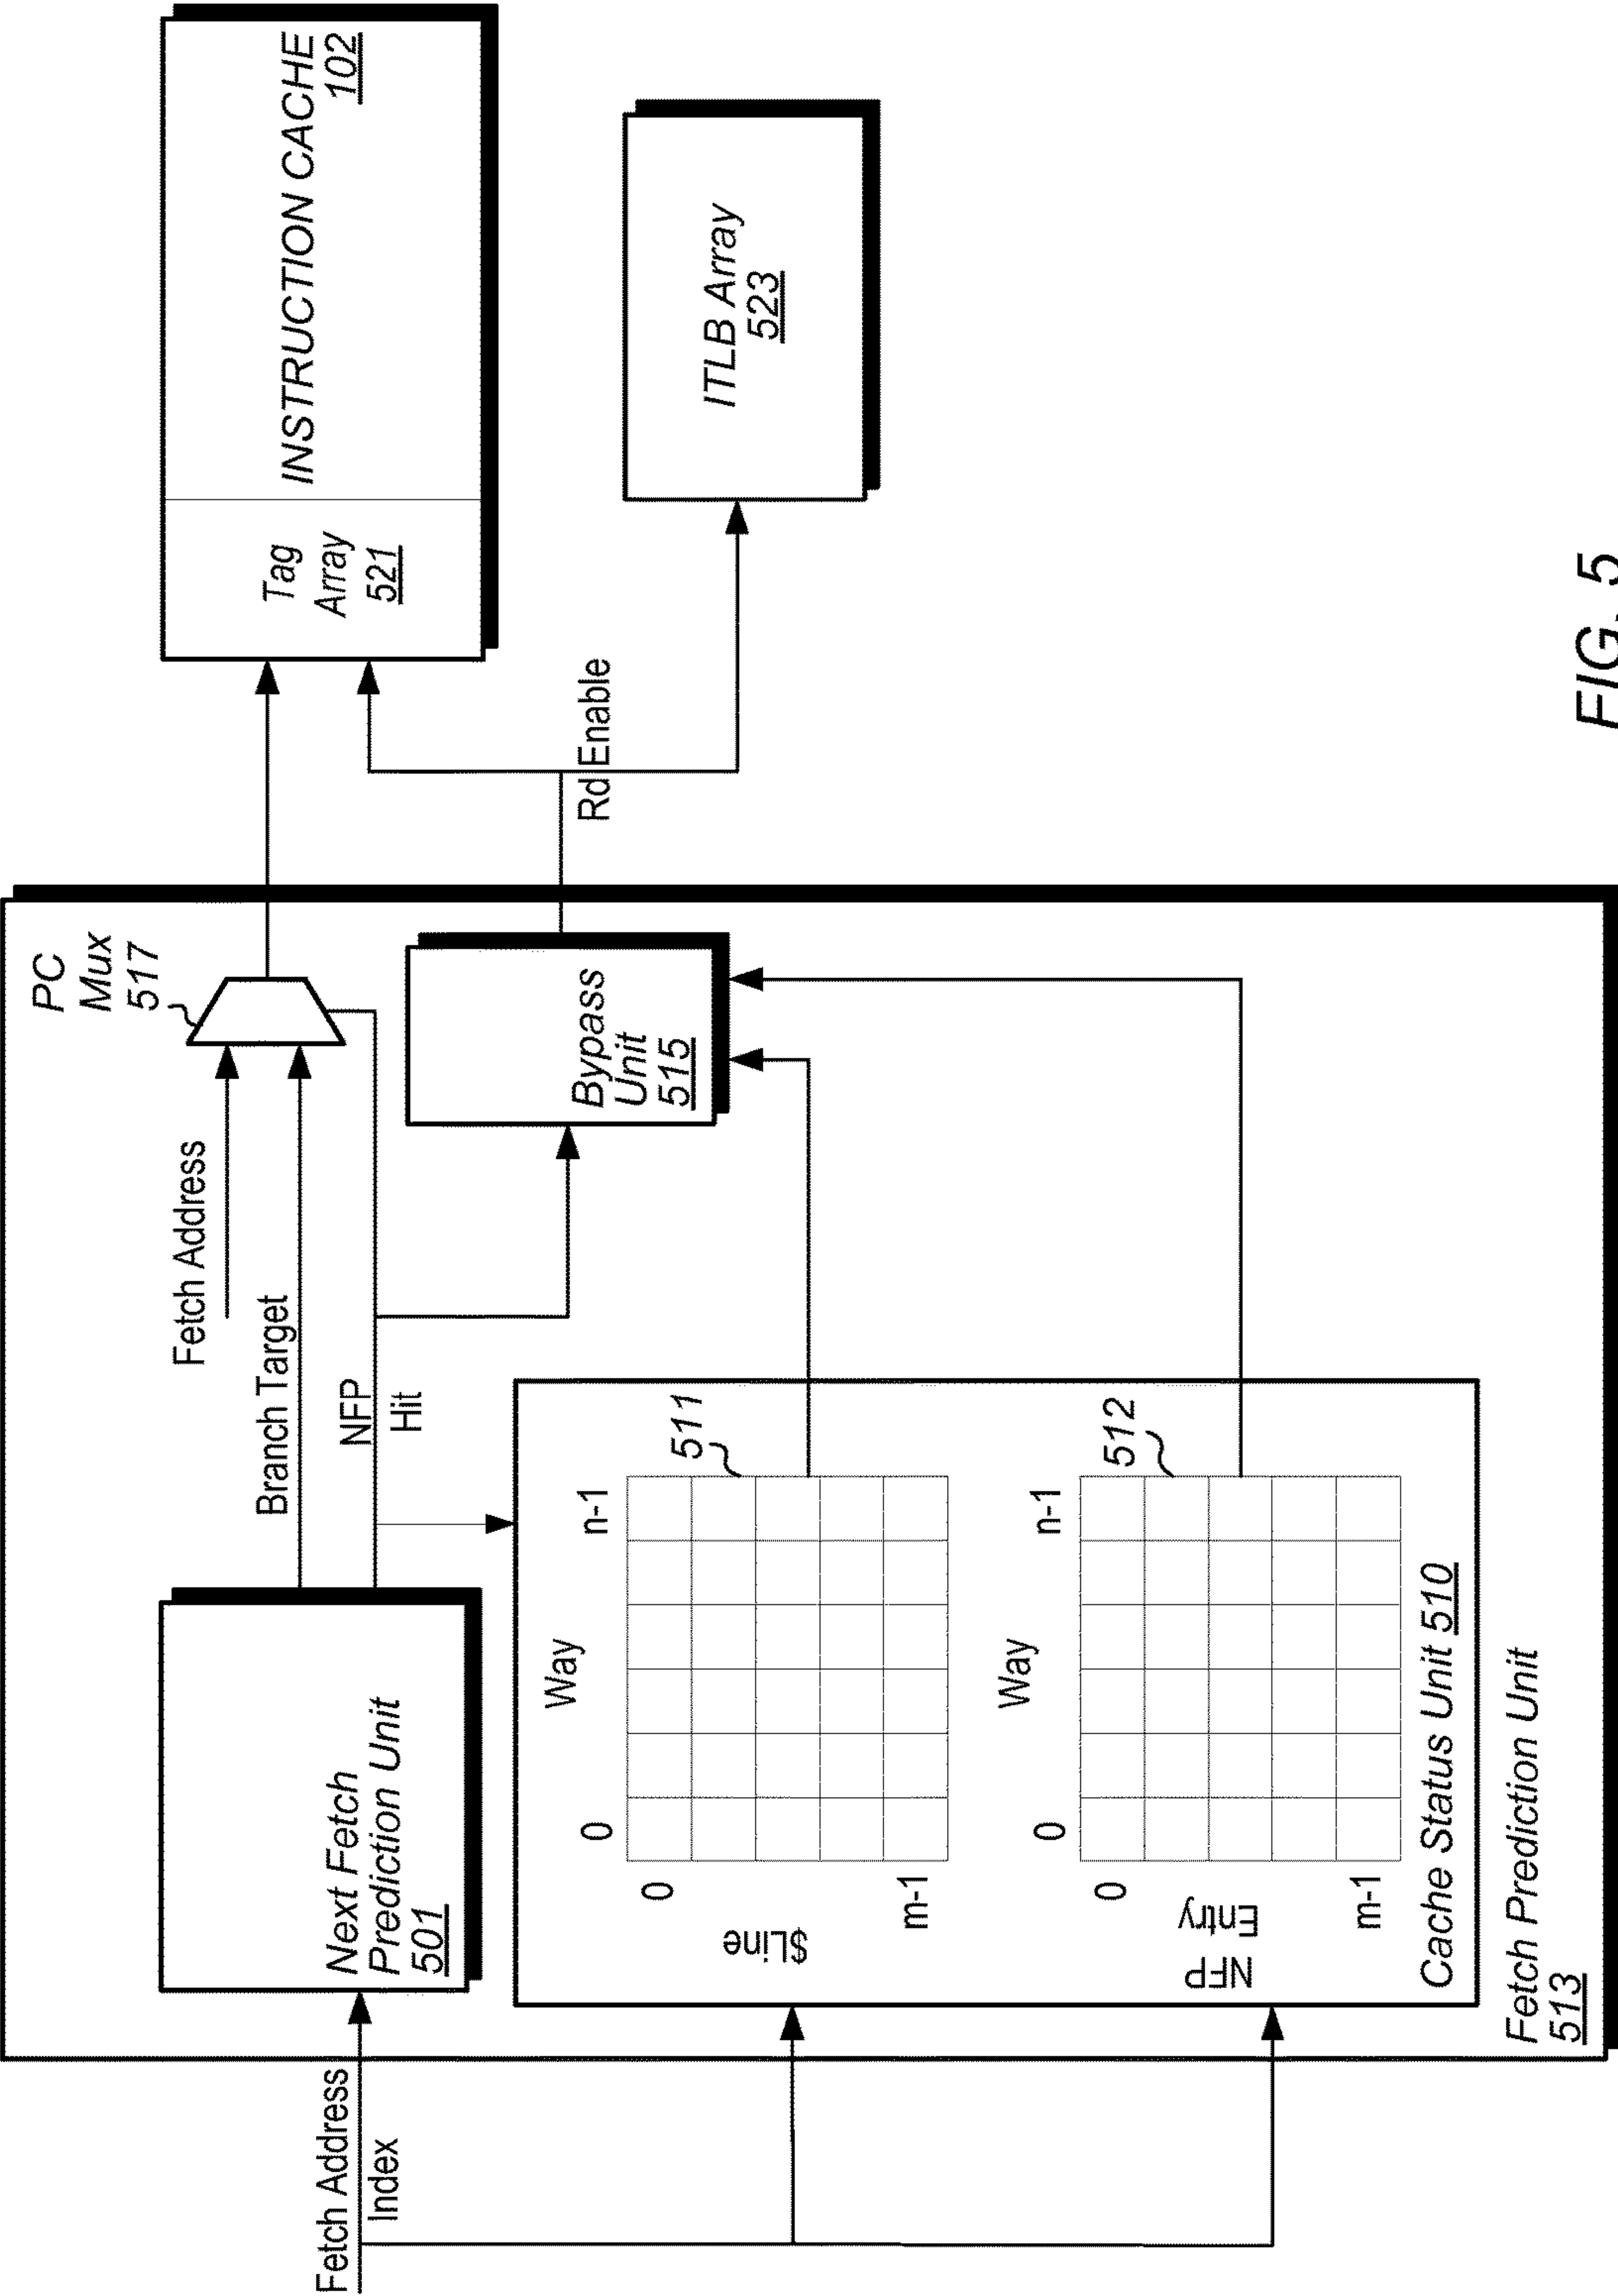 Fetch Address
Index
Next Fetch
Prediction Unit
501
Branch Target
NFP
Hit
Fetch Address
PC
Mux
517
Bypass
Unit
515
Way
0
n-1
511
0
$Line
m-1
Way
0
n-1
512
0
NFP
Entry
m-1
Cache Status Unit 510
Fetch Prediction Unit
513
Rd Enable
Tag
Array
521
INSTRUCTION CACHE
102
ITLB Array
523
FIG. 5